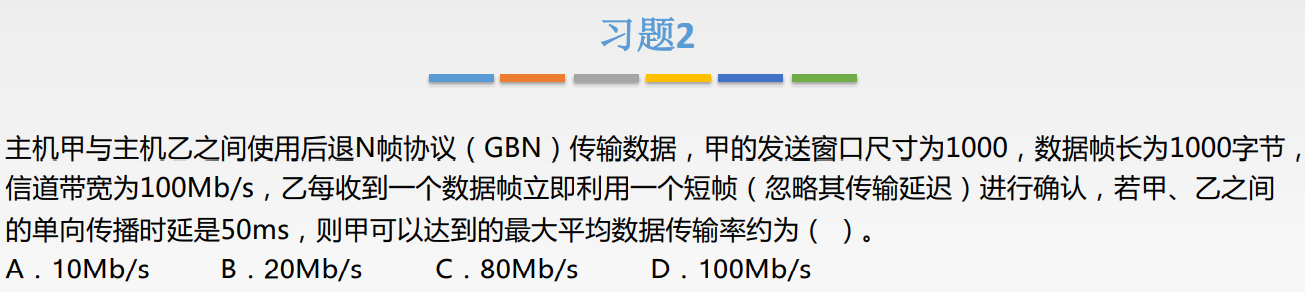 习题2
主机甲与主机乙之间使用后退N帧协议（GBN）传输数据，甲的发送窗口尺寸为1000，数据帧长为1000字节，
信道带宽为100Mb/s，乙每收到一个数据帧立即利用一个短帧（忽略其传输延迟）进行确认，若甲、乙之间
的单向传播时延是50ms，则甲可以达到的最大平均数据传输率约为（ ）。
A．10Mb/s B．20Mb/s C．80Mb/s D．100Mb/s